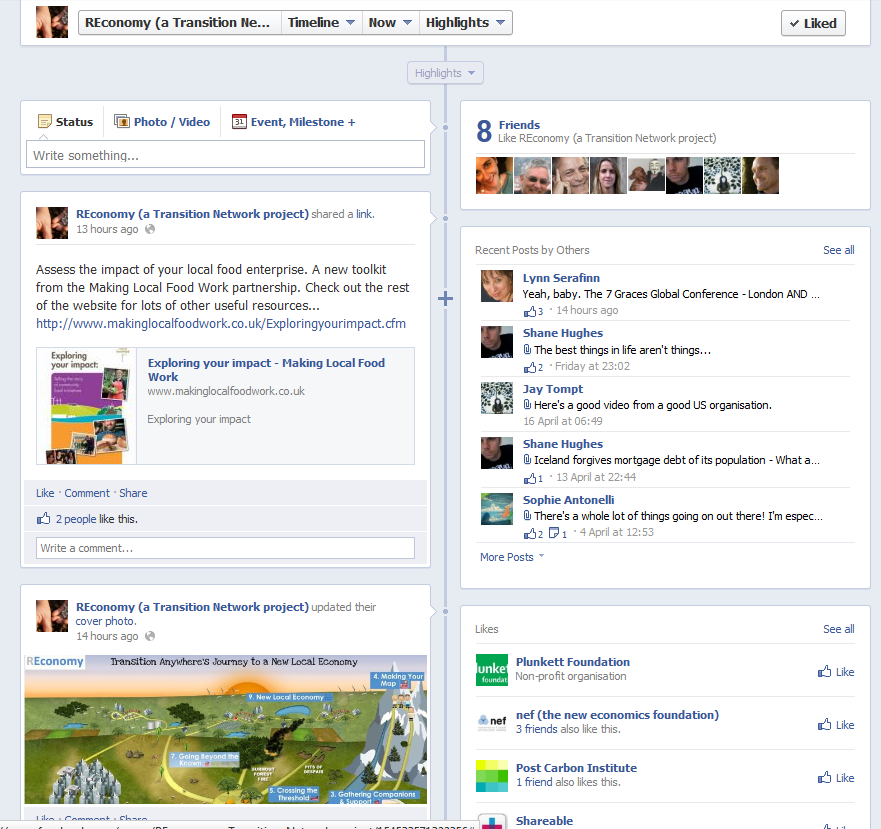 REconomy (a Transition Ne... Timeline Now Highlights
Liked
Highlights
Status Photo / Video 31 Event, Milestone +
Write something...
REconomy (a Transition Network project) shared a link.
13 hours ago
Assess the impact of your local food enterprise. A new toolkit
from the Making Local Food Work partnership. Check out the rest
of the website for lots of other useful resources...
http://www.makinglocalfoodwork.co.uk/Exploringyourimpact.cfm
Exploring
your impact:
Exploring your impact - Making Local Food
Work
www.makinglocalfoodwork.co.uk
Exploring your impact
Like · Comment · Share
2 people like this.
Write a comment...
REconomy (a Transition Network project) updated their
cover photo.
14 hours ago
REconomy Transition Anywhere's Journey to a New Local Economy
4. Making Your
Map
9. New Local Economy
7. Going Beyond the
Known
BURNOUT
FOREST
FIRE
PITS OF
DESPAIR
5. Crossing the
Threshold
3. Gathering Companions
& Support
Like · Comment · Share
8 Friends
Like REconomy (a Transition Network project)
Recent Posts by Others See all
Lynn Serafinn
Yeah, baby. The 7 Graces Global Conference - London AND ...
3 · 14 hours ago
Shane Hughes
The best things in life aren't things...
2 · Friday at 23:02
Jay Tompt
Here's a good video from a good US organisation.
16 April at 06:49
Shane Hughes
Iceland forgives mortgage debt of its population - What a...
1 · 13 April at 22:44
Sophie Antonelli
There's a whole lot of things going on out there! I'm espec...
2 1 · 4 April at 12:53
More Posts
Likes See all
Plunkett Foundation
Non-profit organisation
Like
nef
nef (the new economics foundation)
3 friends also like this.
Like
Post Carbon Institute
1 friend also likes this.
Like
Shareable